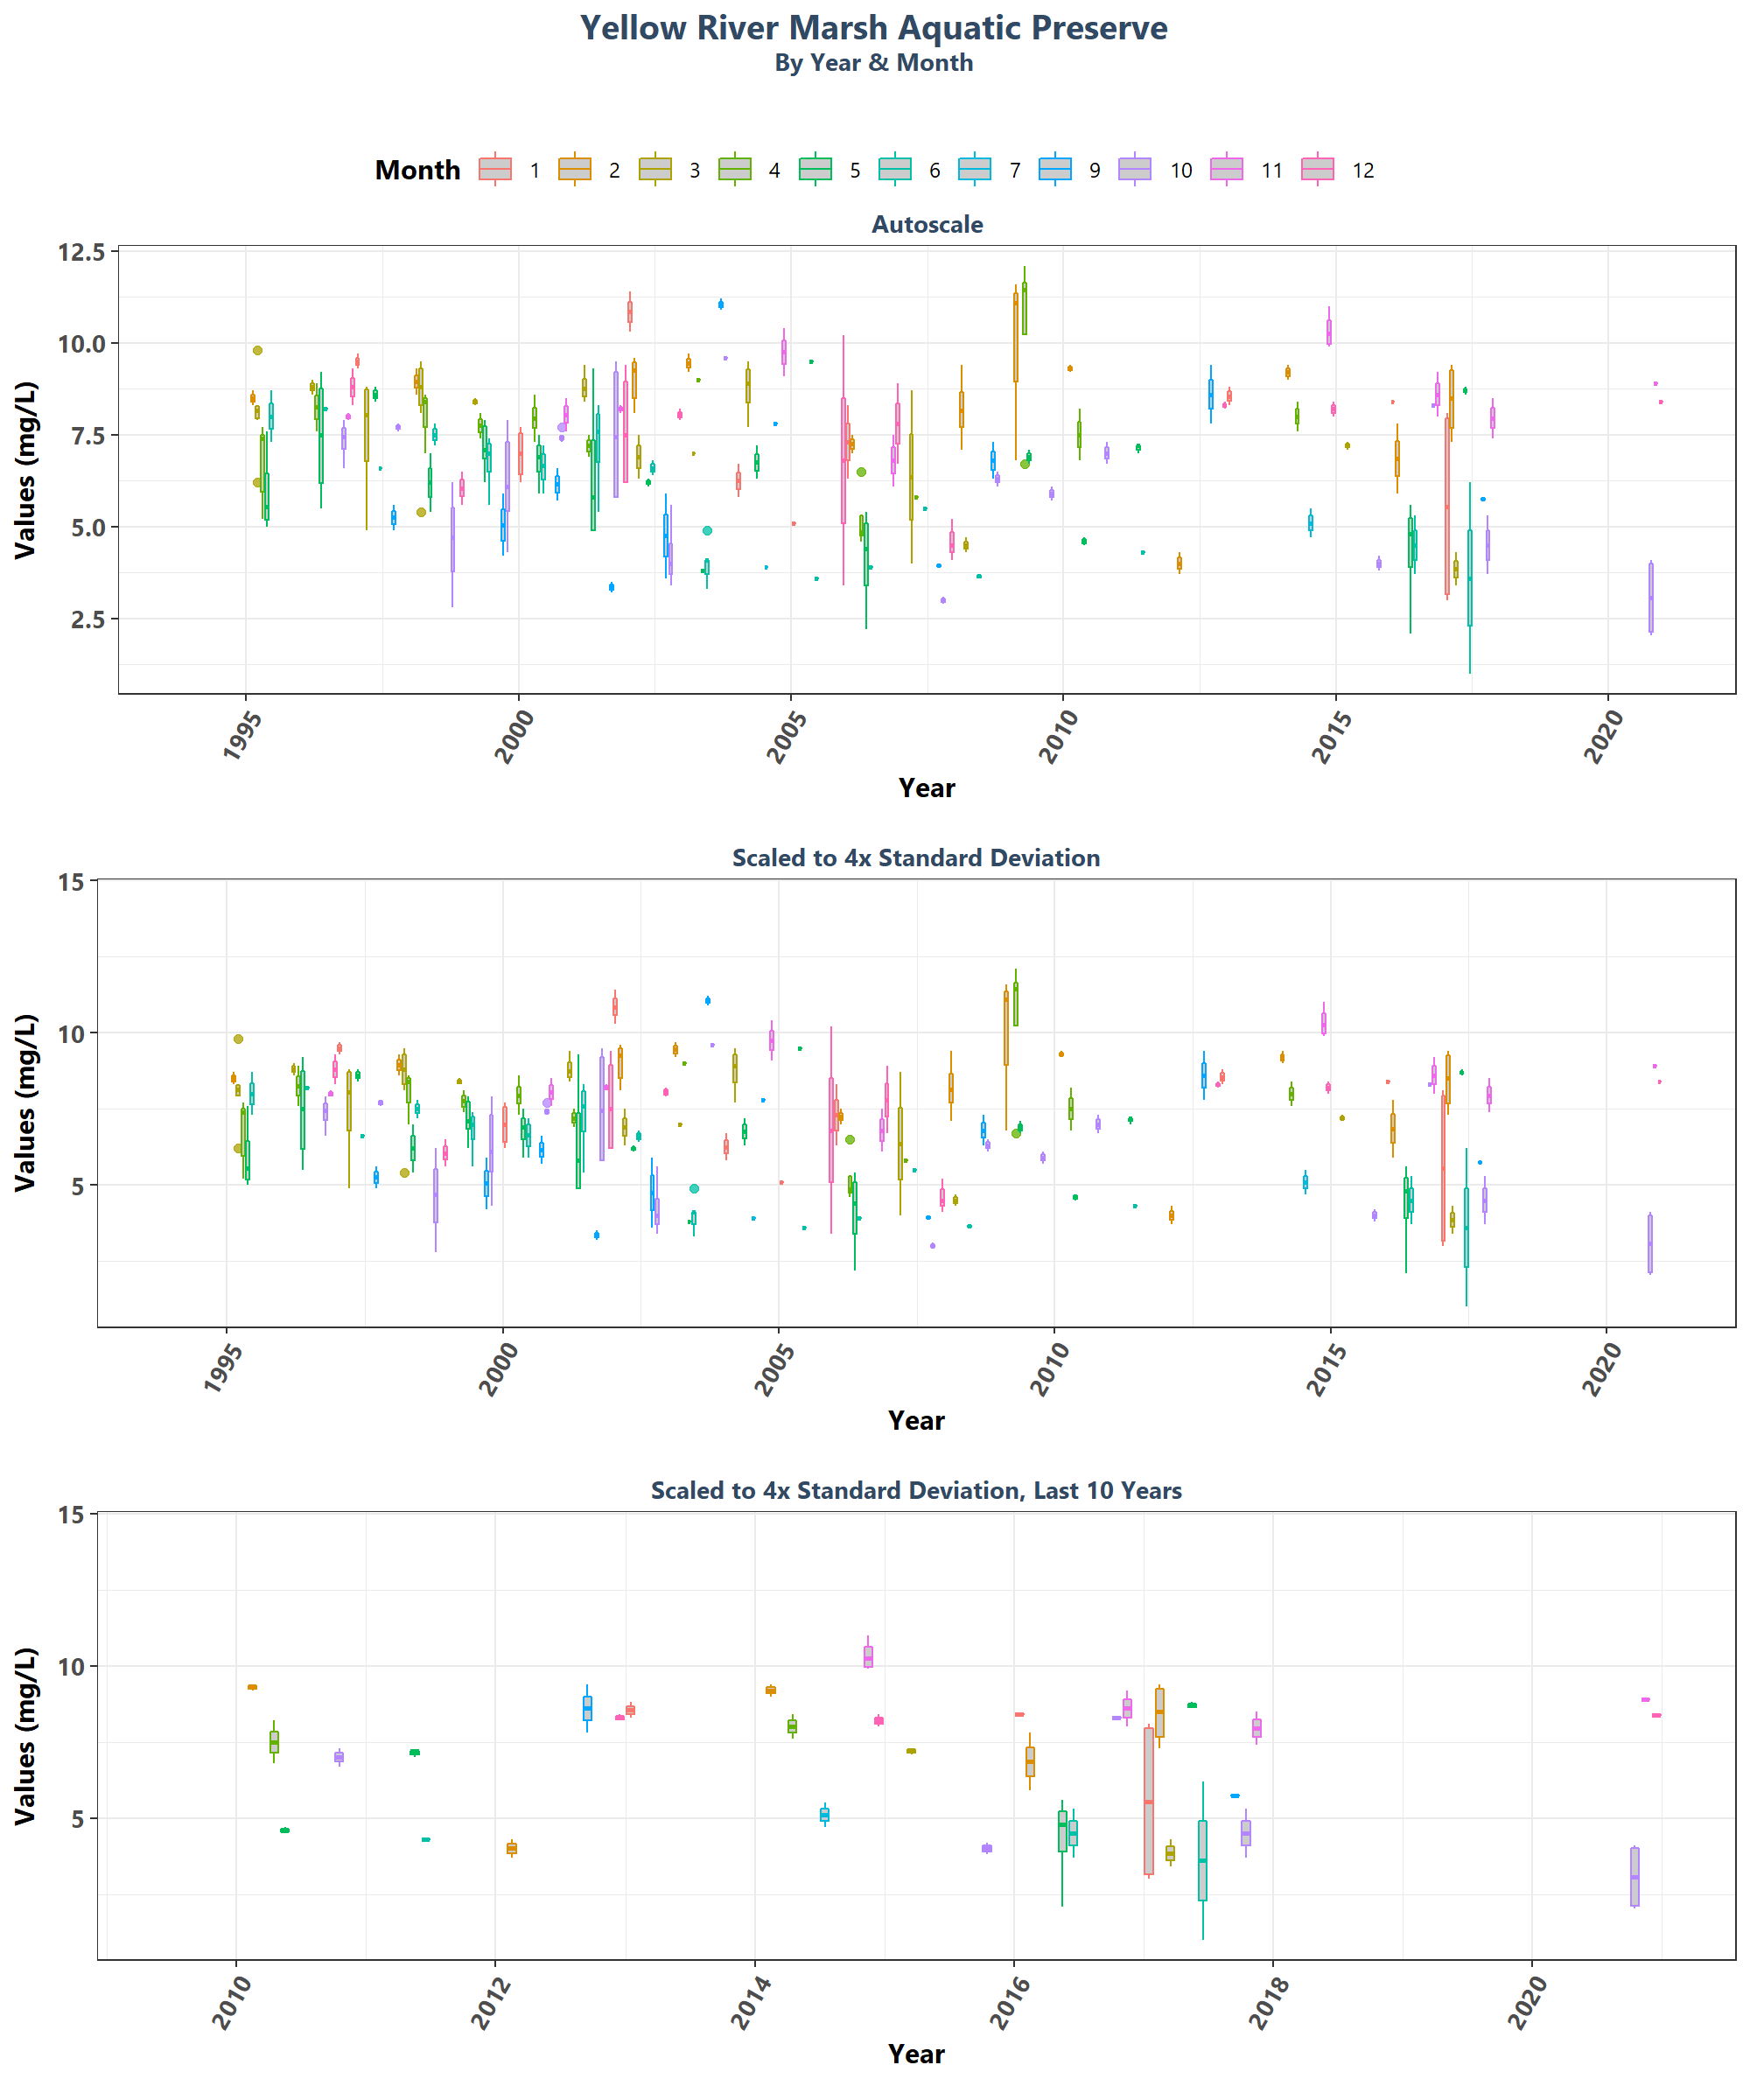 Yellow River Marsh Aquatic Preserve
By Year & Month
Month 1 2 3 4 5 6 7 9 10 11 12
Autoscale
12.5
10.0
7.5
5.0
2.5
Values (mg/L)
1995 2000 2005 2010 2015 2020
Year
Scaled to 4x Standard Deviation
15
10
5
Values (mg/L)
1995 2000 2005 2010 2015 2020
Year
Scaled to 4x Standard Deviation, Last 10 Years
15
10
5
Values (mg/L)
2010 2012 2014 2016 2018 2020
Year